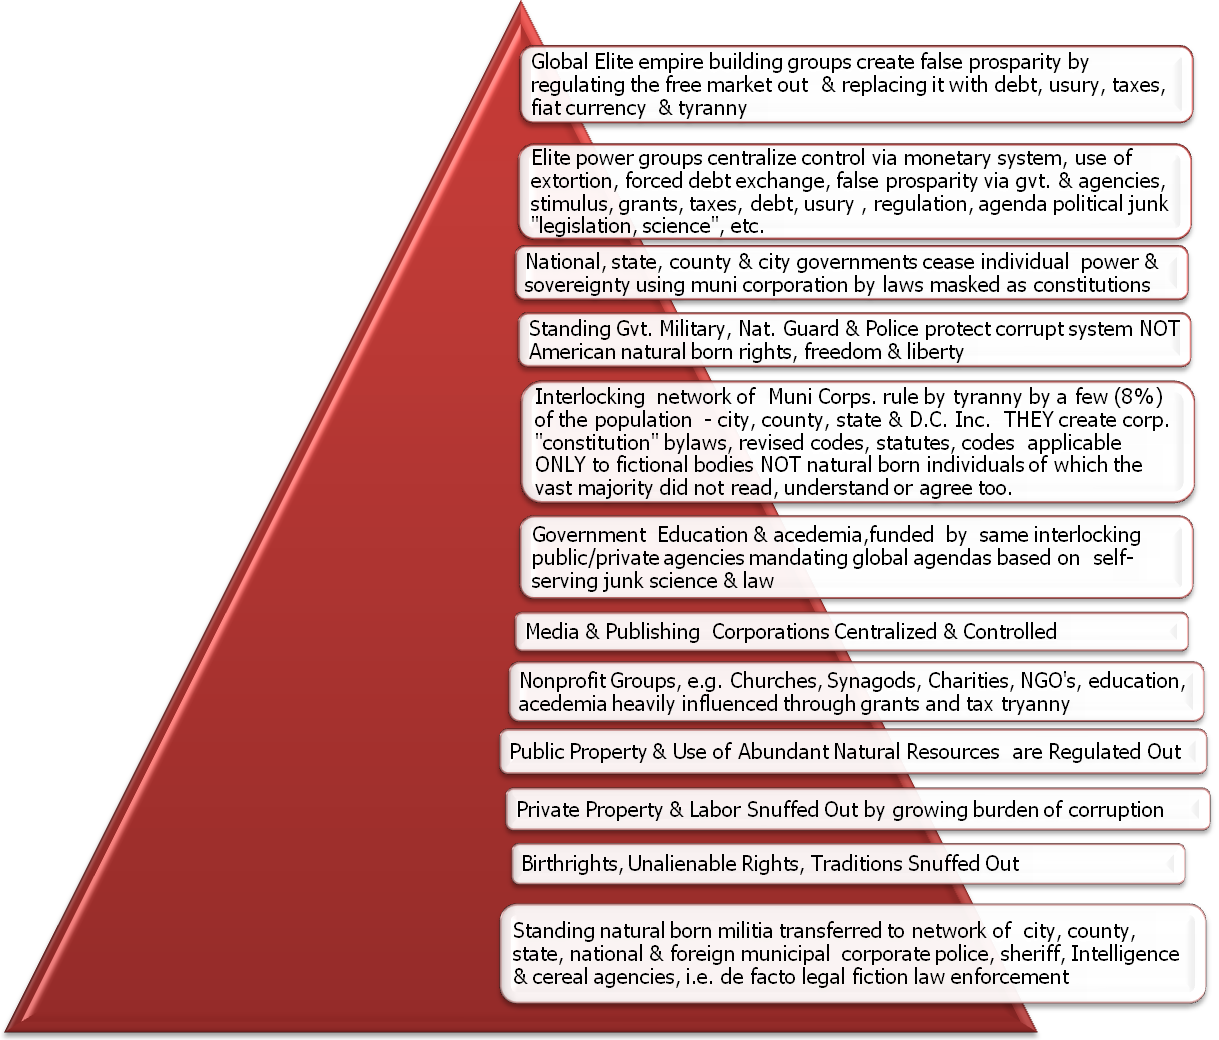 Global Elite empire building groups create false prosparity by
regulating the free market out & replacing it with debt, usury, taxes,
fiat currency & tyranny
Elite power groups centralize control via monetary system, use of
extortion, forced debt exchange, false prosparity via gvt. & agencies,
stimulus, grants, taxes, debt, usury , regulation, agenda political junk
"legislation, science", etc.
National, state, county & city governments cease individual power &
sovereignty using muni corporation by laws masked as constitutions
Standing Gvt. Military, Nat. Guard & Police protect corrupt system NOT
American natural born rights, freedom & liberty
Interlocking network of Muni Corps. rule by tyranny by a few (8%)
of the population - city, county, state & D.C. Inc. THEY create corp.
"constitution" bylaws, revised codes, statutes, codes applicable
ONLY to fictional bodies NOT natural born individuals of which the
vast majority did not read, understand or agree too.
Government Education & acedemia,funded by same interlocking
public/private agencies mandating global agendas based on self-
serving junk science & law
Media & Publishing Corporations Centralized & Controlled
Nonprofit Groups, e.g. Churches, Synagods, Charities, NGO's, education,
acedemia heavily influenced through grants and tax tryanny
Public Property & Use of Abundant Natural Resources are Regulated Out
Private Property & Labor Snuffed Out by growing burden of corruption
Birthrights, Unalienable Rights, Traditions Snuffed Out
Standing natural born militia transferred to network of city, county,
state, national & foreign municipal corporate police, sheriff, Intelligence
& cereal agencies, i.e. de facto legal fiction law enforcement